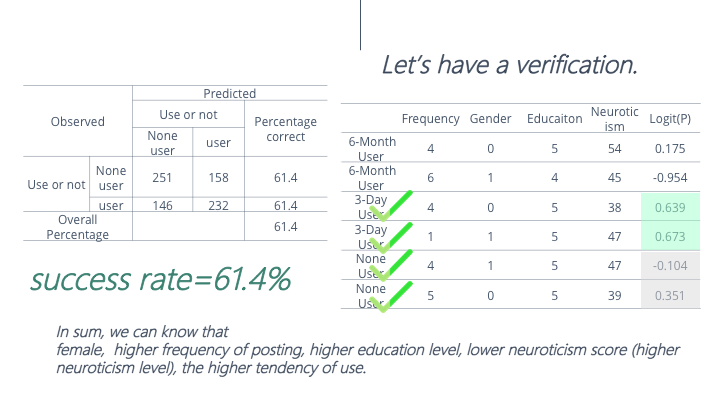 Let's have a verification.
Predicted
Observed
Use or not
Percentage
correct
None
user
user
Use or not
None
user
251
158
61.4
user
146
232
61.4
Overall
Percentage
61.4
success rate=61.4%
Frequency Gender Educaiton Neurotic
ism Logit(P)
6-Month
User 4 0 5 54 0.175
6-Month
User 6 1 4 45 -0.954
3-Day
User 4 0 5 38 0.639
3-Day
User 1 1 5 47 0.673
None
User 4 1 5 47 -0.104
None
User 5 0 5 39 0.351
In sum, we can know that
female, higher frequency of posting, higher education level, lower neuroticism score (higher
neuroticism level), the higher tendency of use.